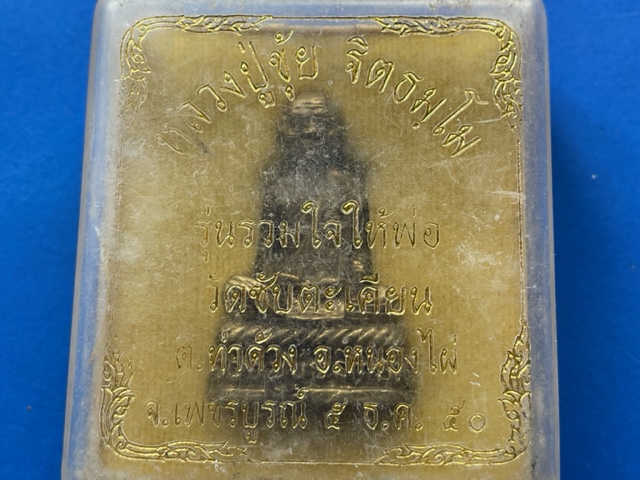 หลวงปู่ชุ้ย จิตธมฺโม
รุ่นรวมใจให้พ่อ
วัดซับตะเคียน
ต.ท่าด้วง อ.หนองไผ่
จ.เพชรบูรณ์ ๕ ธ.ค. ๕๐